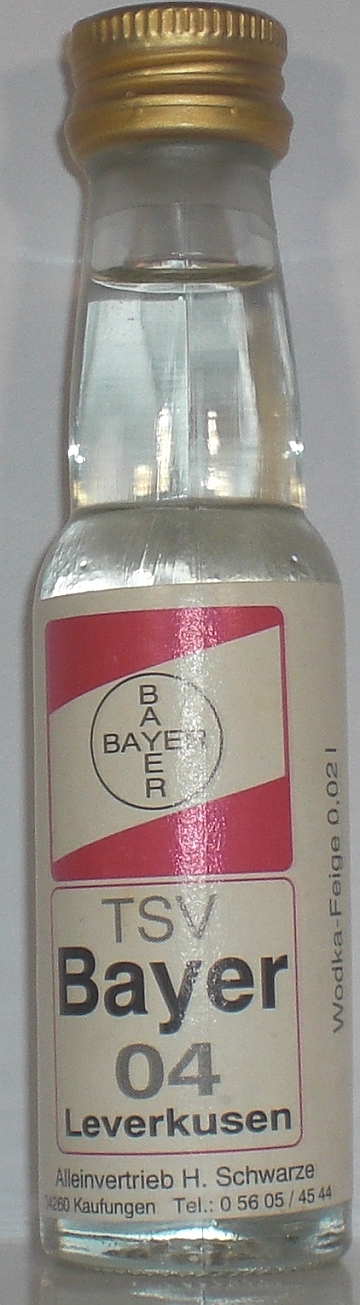 BAYER
BAYER
TSV
Bayer
04
Leverkusen
Alleinvertrieb H. Schwarze
34260 Kaufungen Tel.: 0 56 05 / 45 44
Wodka-Feige 0,02 l